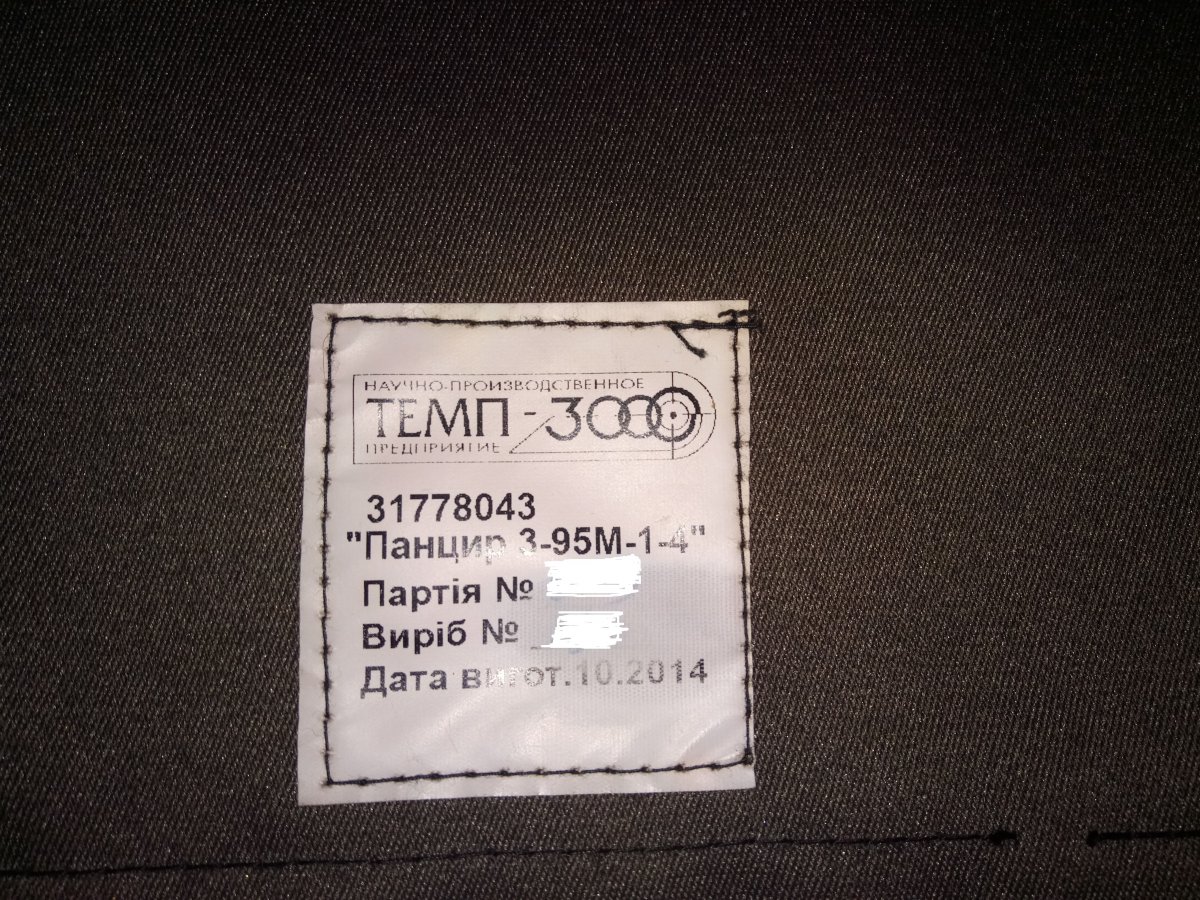 НАУЧНО-ПРОИЗВОДСТВЕННОЕ
ТЕМП-3000
ПРЕДПРИЯТИЕ
31778043
"Панцир 3-95М-1-4"
Партія №
Виріб №
Дата вигот.10.2014